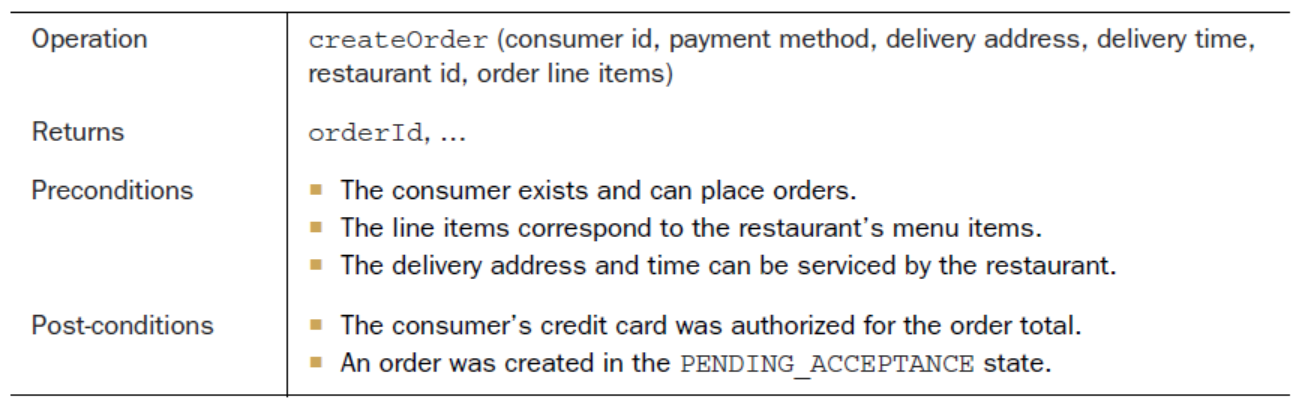 Operation
createOrder (consumer id, payment method, delivery address, delivery time,
restaurant id, order line items)
Returns
orderId, ...
Preconditions
■ The consumer exists and can place orders.
■ The line items correspond to the restaurant's menu items.
■ The delivery address and time can be serviced by the restaurant.
Post-conditions
■ The consumer's credit card was authorized for the order total.
■ An order was created in the PENDING_ACCEPTANCE state.